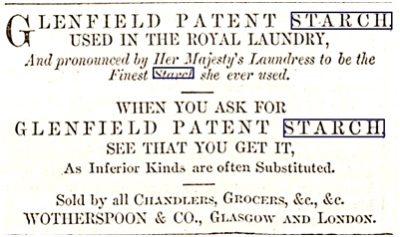 GLENFIELD PATENT STARCH,
USED IN THE ROYAL LAUNDRY,
And pronounced by Her Majesty's Laundress to be the
Finest Starch she ever used.
WHEN YOU ASK FOR
GLENFIELD PATENT STARCH,
SEE THAT YOU GET IT,
As Inferior Kinds are often Substituted.
Sold by all CHANDLERS, GROCERS, &c., &c.
WOTHERSPOON & CO., GLASGOW AND LONDON.